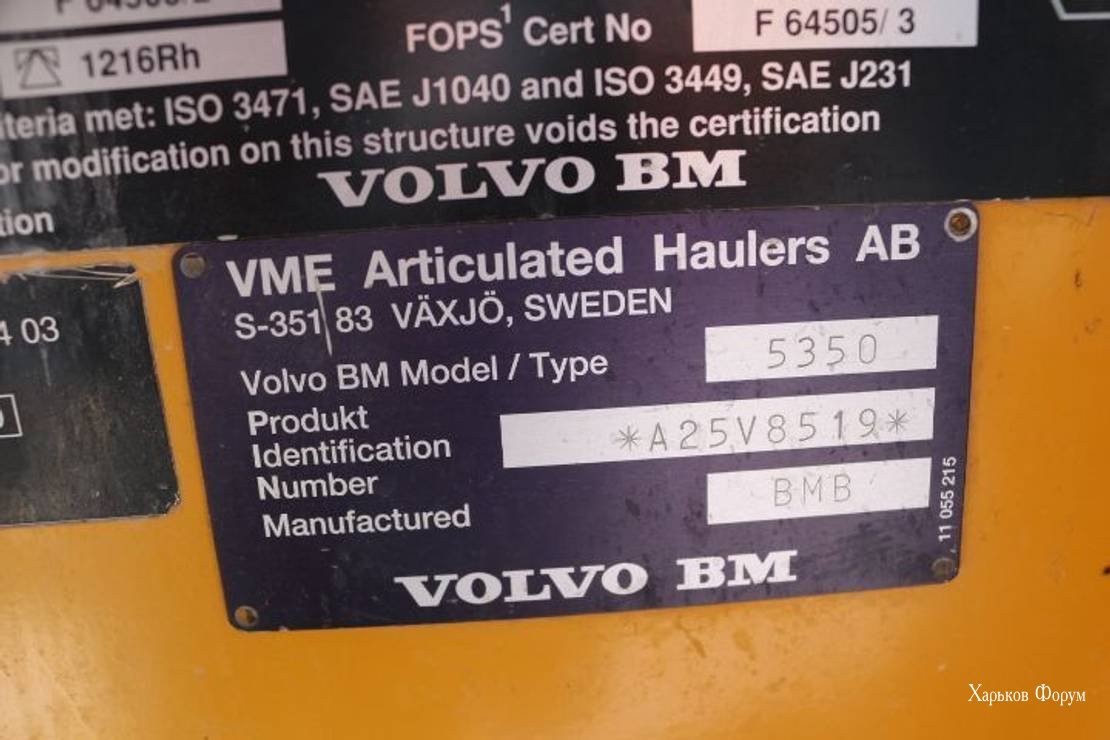 1216Rh
FOPS¹ Cert No F 64505/ 3
met: ISO 3471, SAE J1040 and ISO 3449, SAE J231
or modification on this structure voids the certification
VOLVO BM
VME Articulated Haulers AB
S-351 83 VÄXJÖ, SWEDEN
Volvo BM Model / Type 5350
Produkt
Identification *A25V8519*
Number
Manufactured BMB
11 055 215
VOLVO BM
03
Харьков Форум